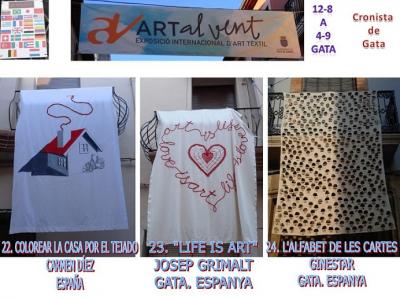 ARTal vent
EXPOSICIÓ INTERNACIONAL D'ART TÈXTIL
12-8
A
4-9
GATA
Cronista
de
Gata
22. COLOREAR LA CASA POR EL TEJADO
CARMEN DÍEZ
ESPAÑA
23. "LIFE IS ART"
JOSEP GRIMALT
GATA. ESPANYA
24. L'ALFABET DE LES CARTES
GINESTAR
GATA. ESPANYA